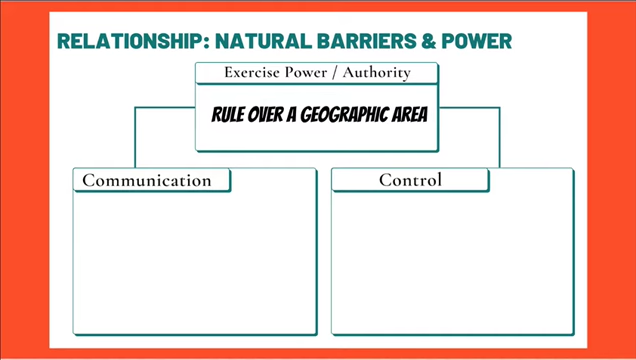 RELATIONSHIP: NATURAL BARRIERS & POWER
Exercise Power / Authority
RULE OVER A GEOGRAPHIC AREA
Communication
Control